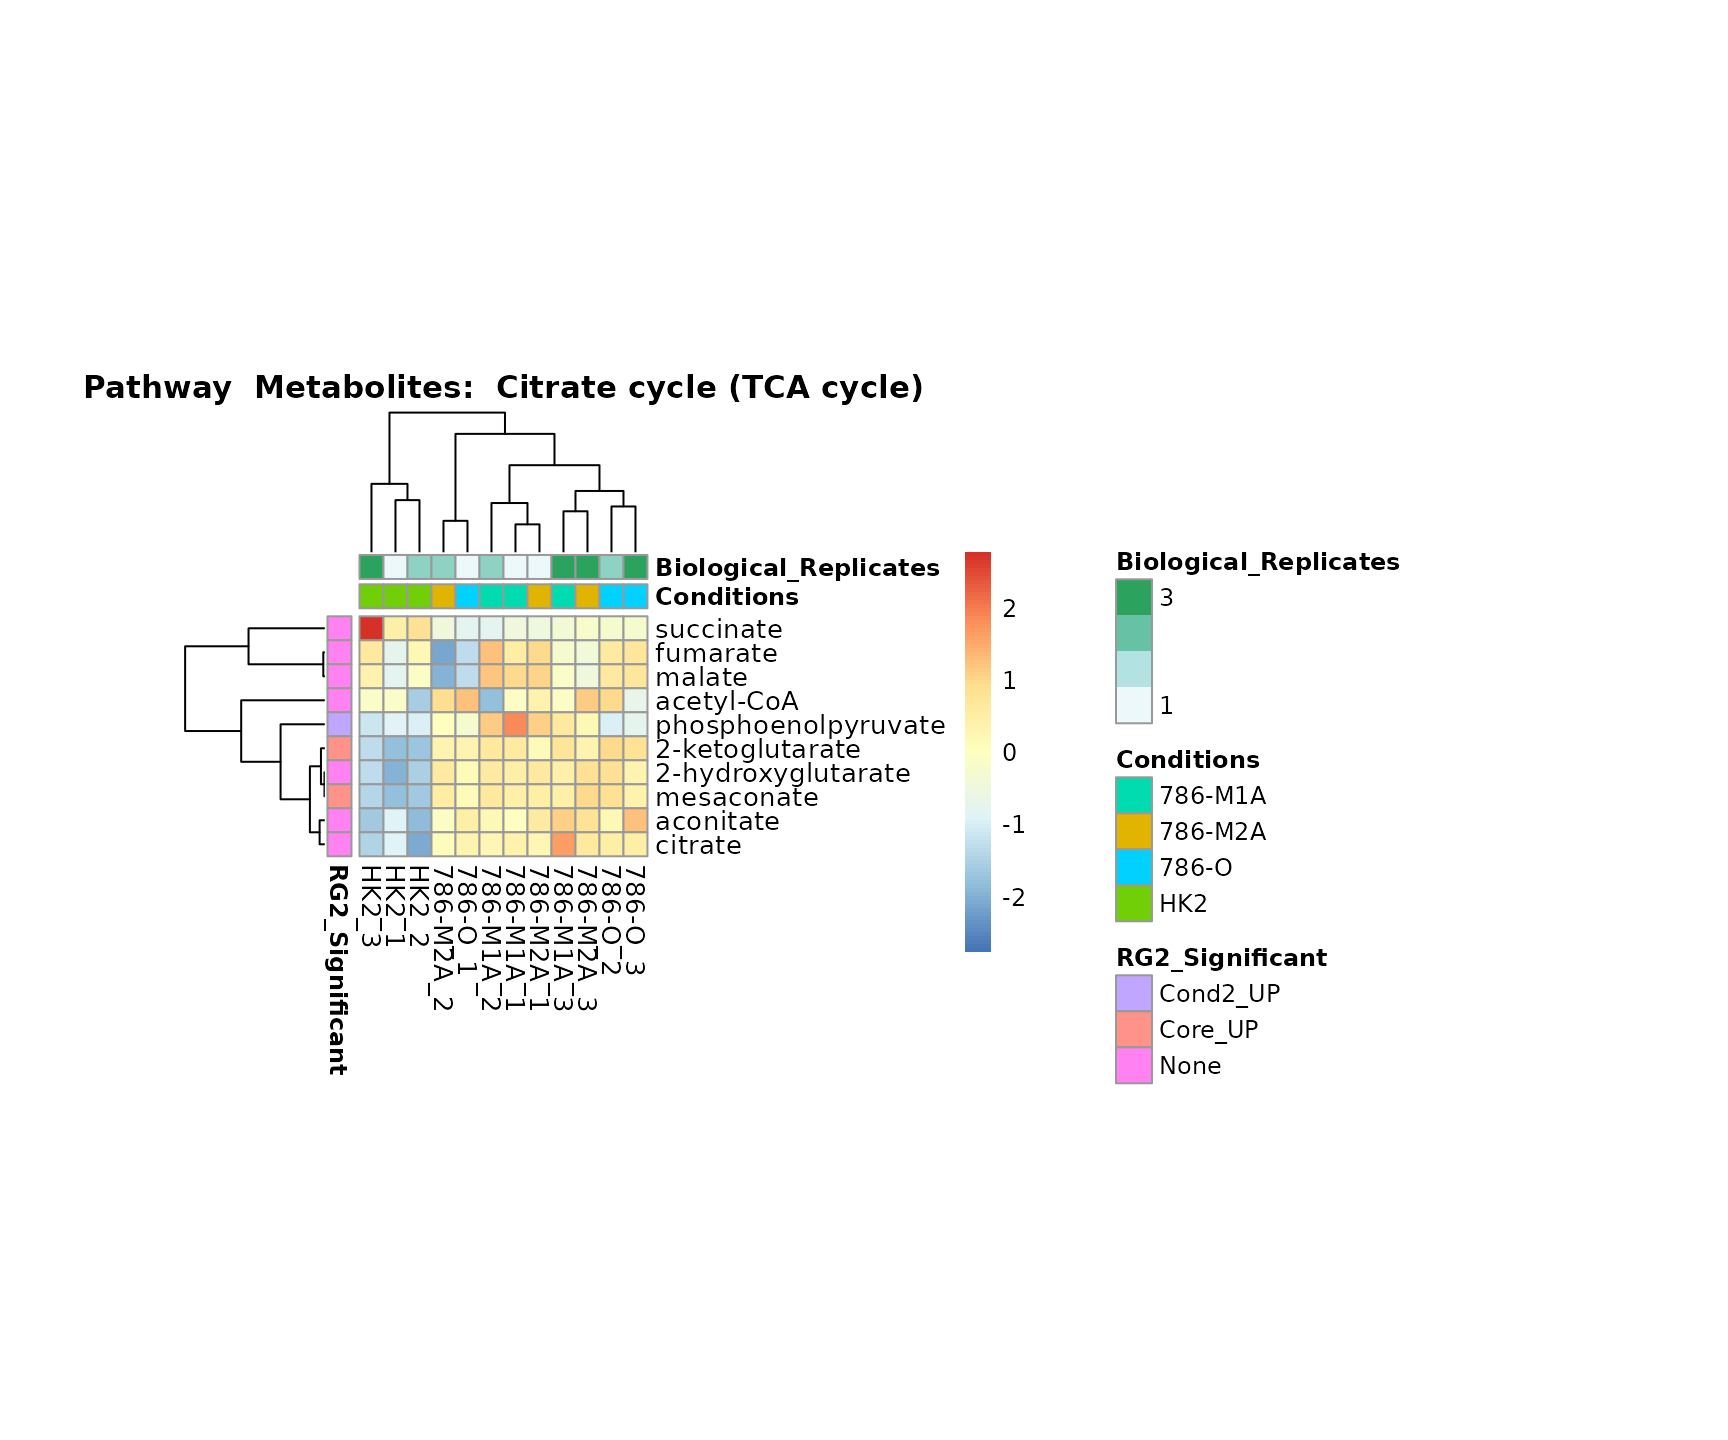 Pathway  Metabolites:  Citrate cycle (TCA cycle)
Biological_Replicates
Conditions
succinate
fumarate
malate
acetyl-CoA
phosphoenolpyruvate
2-ketoglutarate
2-hydroxyglutarate
mesaconate
aconitate
citrate
RG2_Significant
HK2_3
HK2_1
HK2_2
786-M2A_2
786-O_1
786-M1A_2
786-M1A_1
786-M2A_1
786-M1A_3
786-M2A_3
786-O_2
786-O_3
2
1
0
-1
-2
Biological_Replicates
3
1
Conditions
786-M1A
786-M2A
786-O
HK2
RG2_Significant
Cond2_UP
Core_UP
None